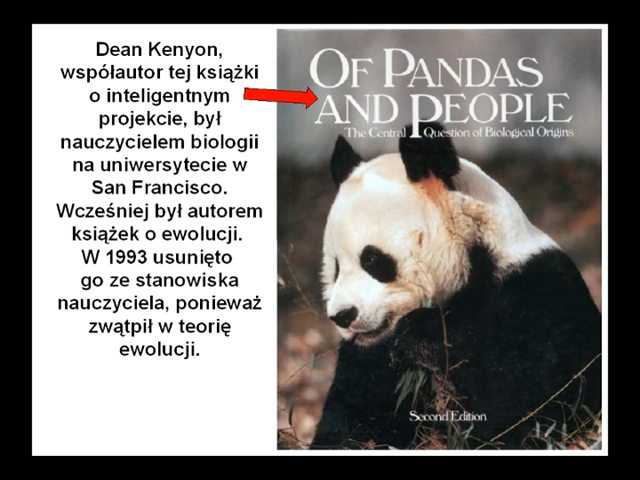 Dean Kenyon,
współautor tej książki
o inteligentnym
projekcie, był
nauczycielem biologii
na uniwersytecie w
San Francisco.
Wcześniej był autorem
książek o ewolucji.
W 1993 usunięto
go ze stanowiska
nauczyciela, ponieważ
zwątpił w teorię
ewolucji.
OF PANDAS
AND PEOPLE
The Central Question of Biological Origins
Second Edition